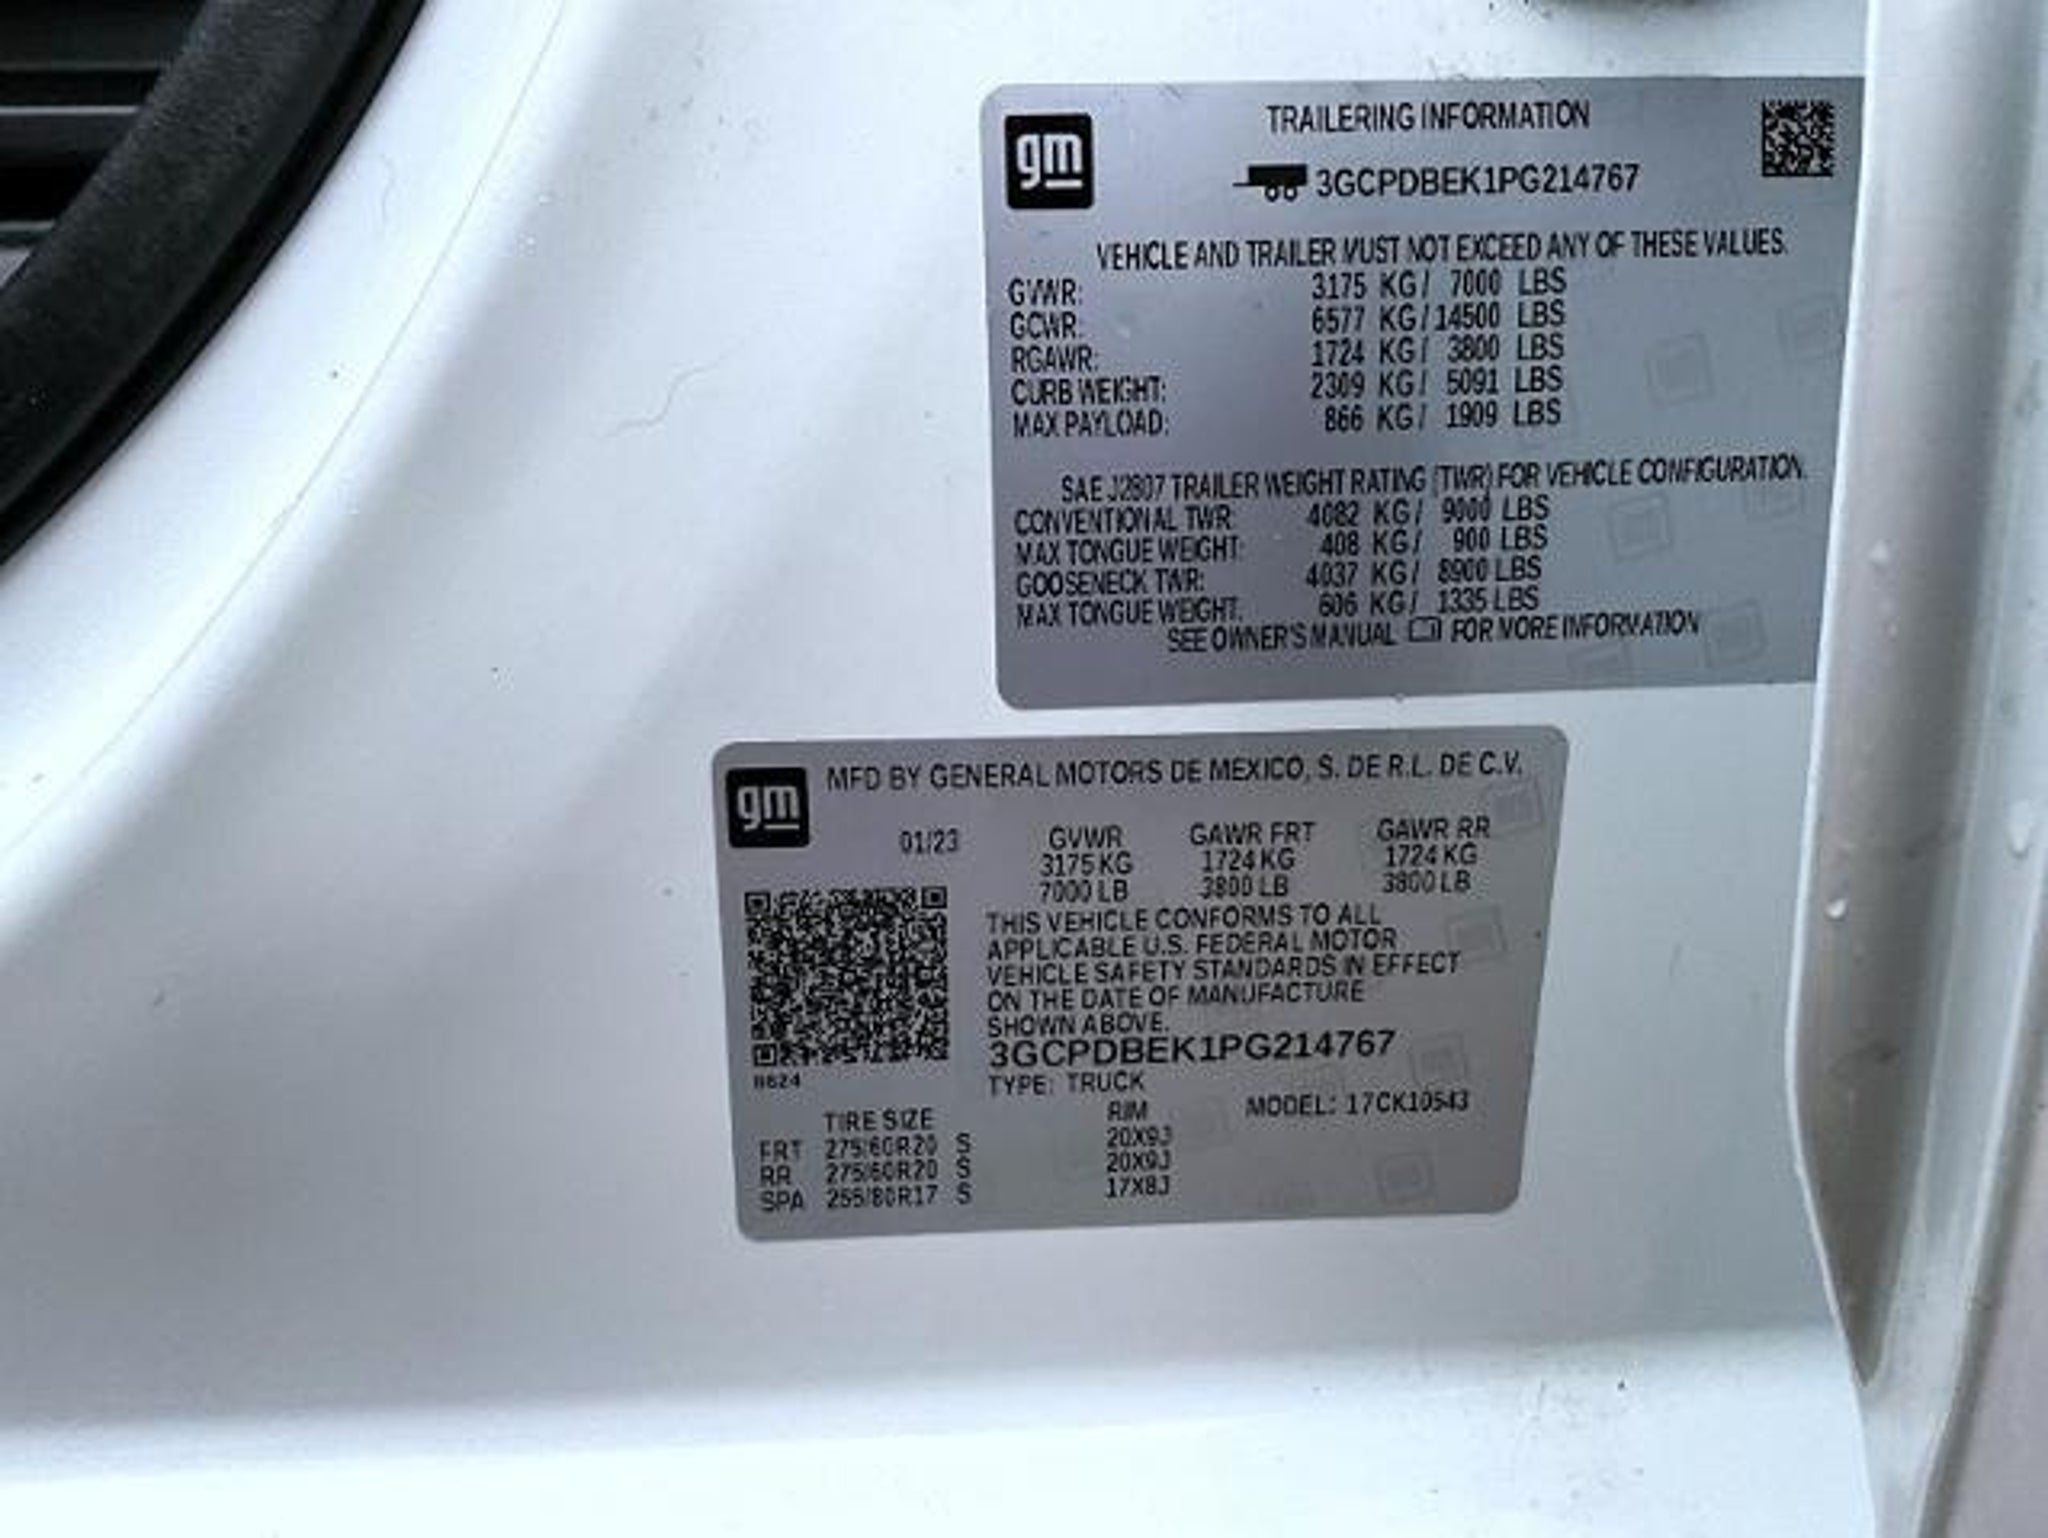 gm
TRAILERING INFORMATION
3GCPDBEK1PG214767
VEHICLE AND TRAILER MUST NOT EXCEED ANY OF THESE VALUES.
GVWR: 3175 KG/ 7000 LBS
GCWR: 6577 KG/14500 LBS
RGAWR: 1724 KG/ 3800 LBS
CURB WEIGHT: 2309 KG/ 5091 LBS
MAX PAYLOAD: 866 KG/ 1909 LBS
SAE J2807 TRAILER WEIGHT RATING (TWR) FOR VEHICLE CONFIGURATION.
CONVENTIONAL TWR: 4082 KG/ 9000 LBS
MAX TONGUE WEIGHT: 408 KG/ 900 LBS
GOOSENECK TWR: 4037 KG/ 8900 LBS
MAX TONGUE WEIGHT: 606 KG/ 1335 LBS
SEE OWNER'S MANUAL FOR MORE INFORMATION
gm
MFD BY GENERAL MOTORS DE MEXICO, S. DE R.L. DE C.V.
01/23 GVWR GAWR FRT GAWR RR
3175 KG 1724 KG 1724 KG
7000 LB 3800 LB 3800 LB
THIS VEHICLE CONFORMS TO ALL
APPLICABLE U.S. FEDERAL MOTOR
VEHICLE SAFETY STANDARDS IN EFFECT
ON THE DATE OF MANUFACTURE
SHOWN ABOVE.
3GCPDBEK1PG214767
TYPE: TRUCK
TIRE SIZE RIM MODEL: 17CK10543
FRT 275/60R20 S 20X9J
RR 275/60R20 S 20X9J
SPA 255/80R17 S 17X8J